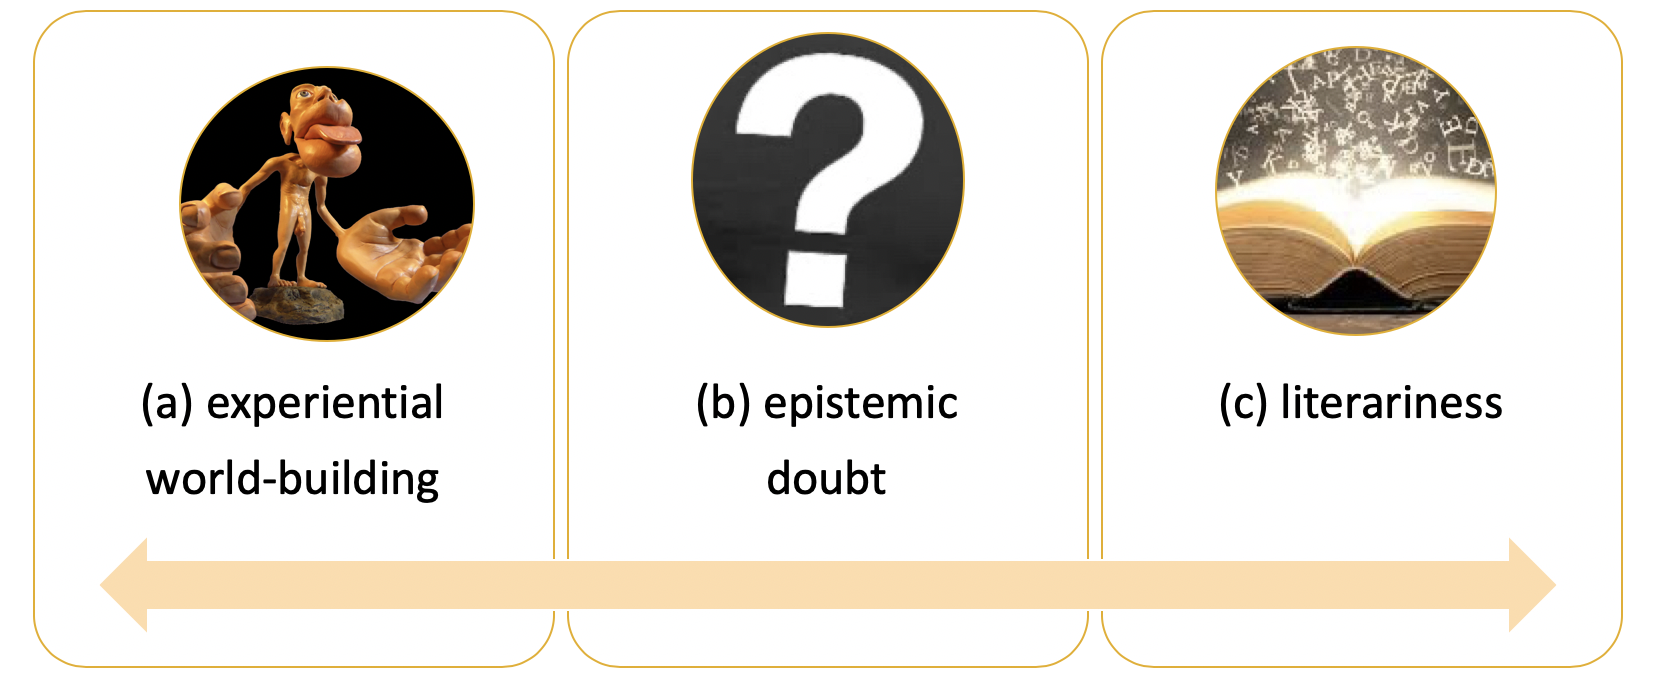 (a) experiential
world-building
(b) epistemic
doubt
(c) literariness